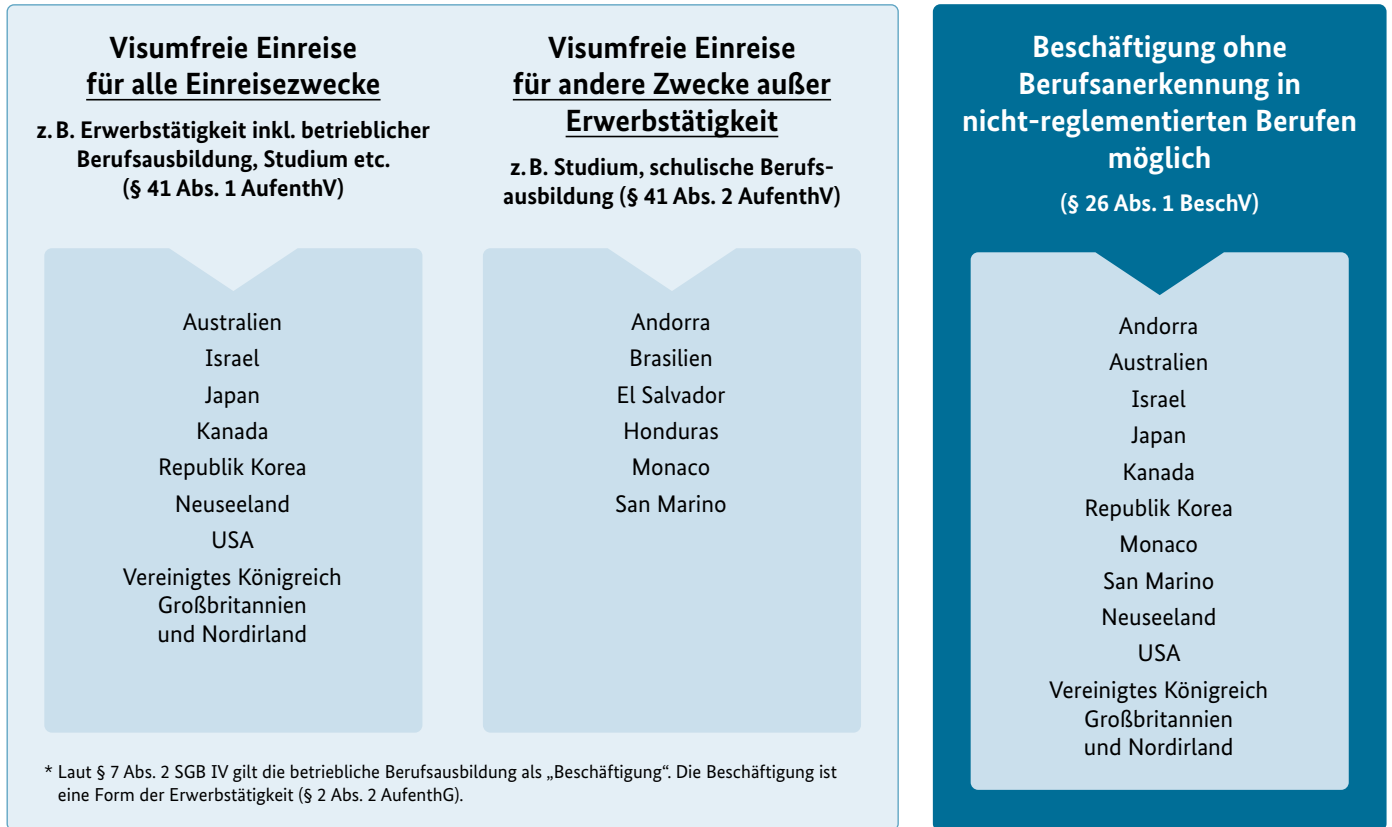 Visumfreie Einreise
für alle Einreisezwecke
z. B. Erwerbstätigkeit inkl. betrieblicher
Berufsausbildung, Studium etc.
(§ 41 Abs. 1 AufenthV)
Australien
Israel
Japan
Kanada
Republik Korea
Neuseeland
USA
Vereinigtes Königreich
Großbritannien
und Nordirland
Visumfreie Einreise
für andere Zwecke außer
Erwerbstätigkeit
z. B. Studium, schulische Berufs-
ausbildung (§ 41 Abs. 2 AufenthV)
Andorra
Brasilien
El Salvador
Honduras
Monaco
San Marino
* Laut § 7 Abs. 2 SGB IV gilt die betriebliche Berufsausbildung als „Beschäftigung“. Die Beschäftigung ist
eine Form der Erwerbstätigkeit (§ 2 Abs. 2 AufenthG).
Beschäftigung ohne
Berufsanerkennung in
nicht-reglementierten Berufen
möglich
(§ 26 Abs. 1 BeschV)
Andorra
Australien
Israel
Japan
Kanada
Republik Korea
Monaco
San Marino
Neuseeland
USA
Vereinigtes Königreich
Großbritannien
und Nordirland